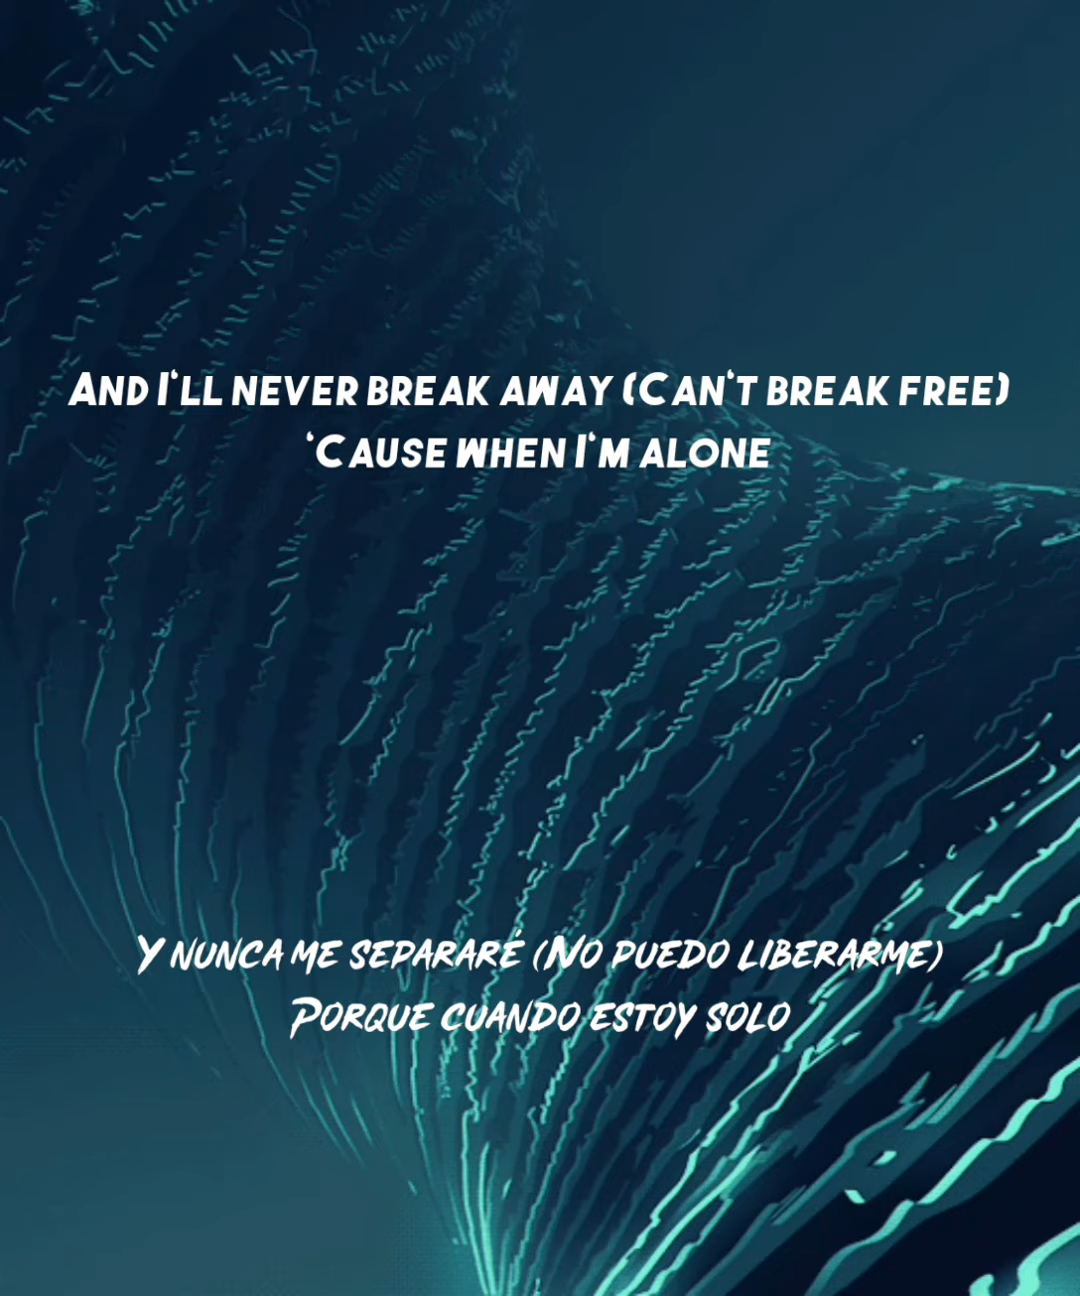 And I'll never break away (Can't break free)
'Cause when I'm alone
Y nunca me separaré (No puedo liberarme)
Porque cuando estoy solo